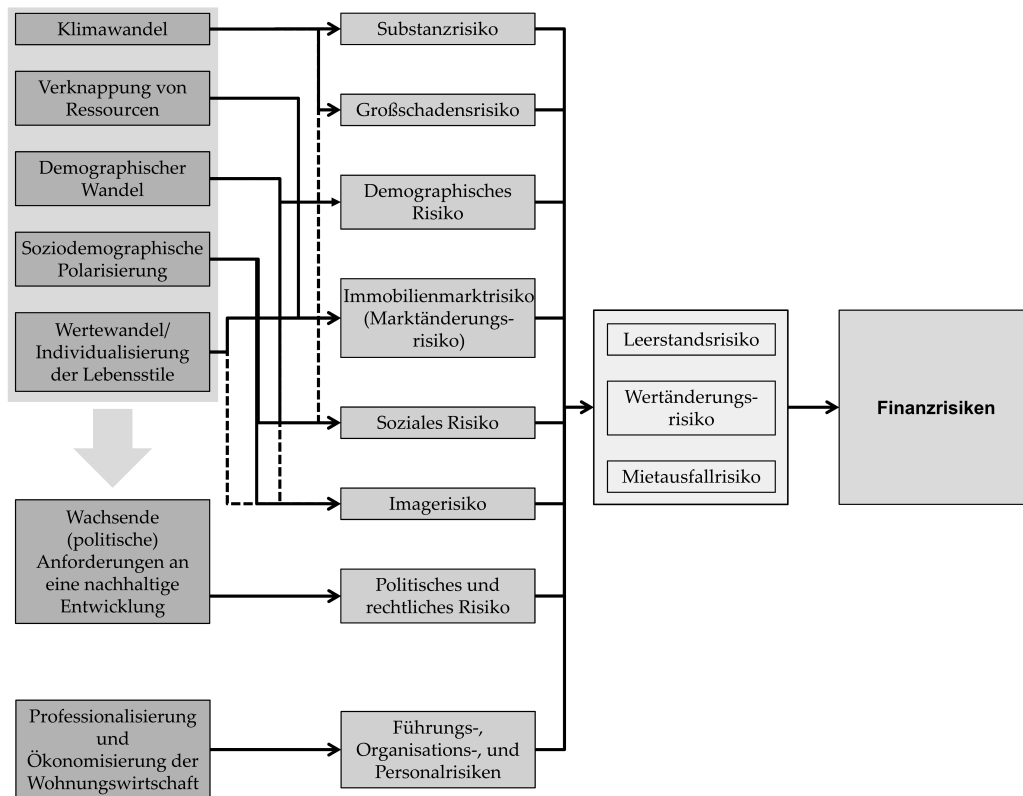 Klimawandel
Verknappung von
Ressourcen
Demographischer
Wandel
Soziodemographische
Polarisierung
Wertewandel/
Individualisierung
der Lebensstile
Wachsende
(politische)
Anforderungen an
eine nachhaltige
Entwicklung
Professionalisierung
und
Ökonomisierung der
Wohnungswirtschaft
Substanzrisiko
Großschadensrisiko
Demographisches
Risiko
Immobilienmarktrisiko
(Marktänderungs-
risiko)
Soziales Risiko
Imagerisiko
Politisches und
rechtliches Risiko
Führungs-,
Organisations-, und
Personalrisiken
Leerstandsrisiko
Wertänderungs-
risiko
Mietausfallrisiko
Finanzrisiken